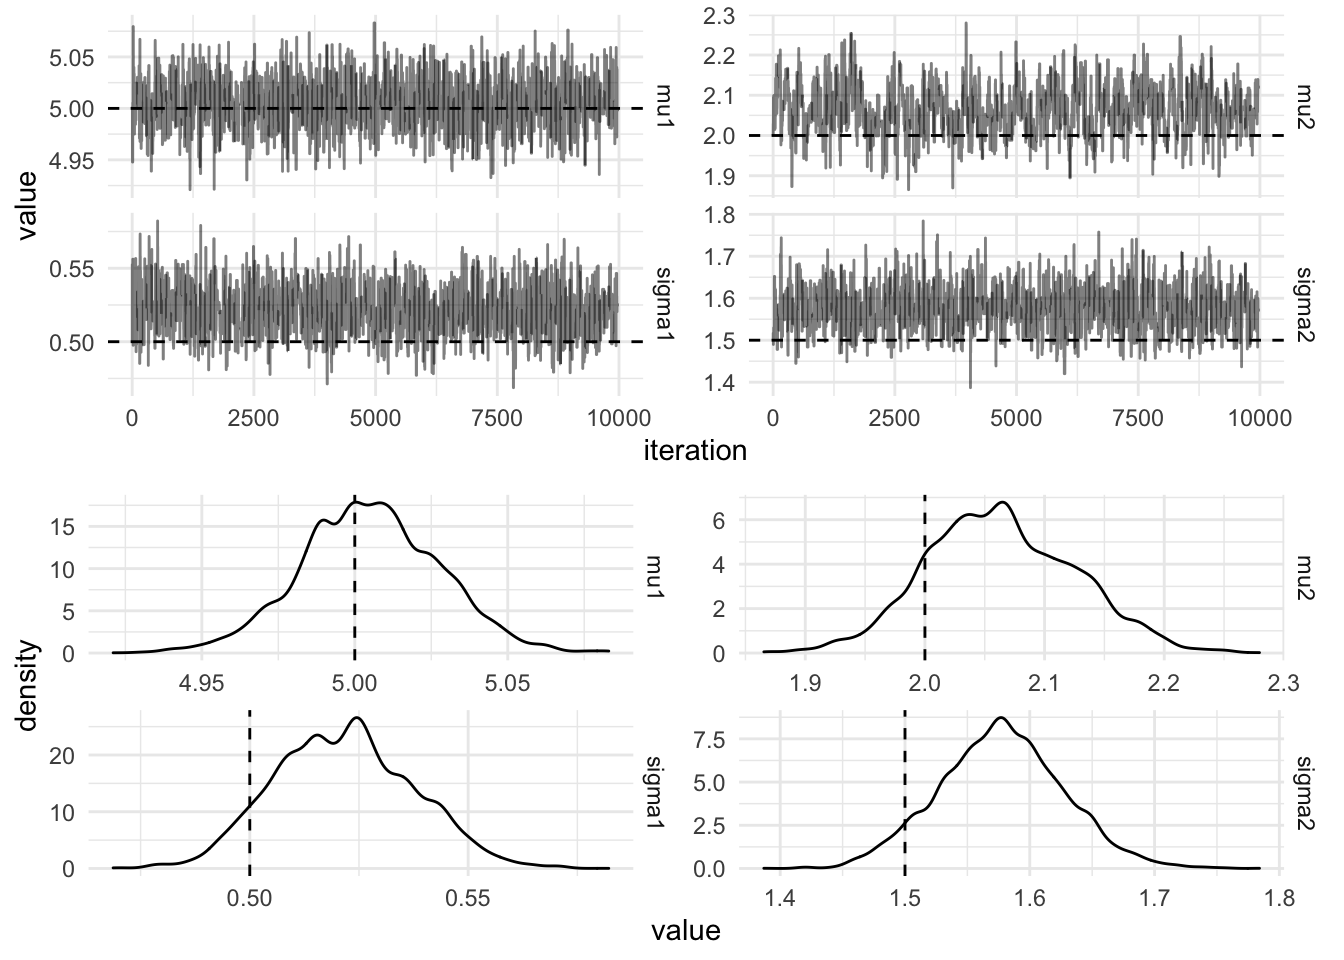 value
5.05
5.00
4.95
mu1
2.3
2.2
2.1
2.0
1.9
mu2
0.55
0.50
sigma1
1.8
1.7
1.6
1.5
1.4
sigma2
0 2500 5000 7500 10000
0 2500 5000 7500 10000
iteration
density
15
10
5
0
mu1
4.95 5.00 5.05
6
4
2
0
mu2
1.9 2.0 2.1 2.2 2.3
20
10
0
sigma1
0.50 0.55
7.5
5.0
2.5
0.0
sigma2
1.4 1.5 1.6 1.7 1.8
value